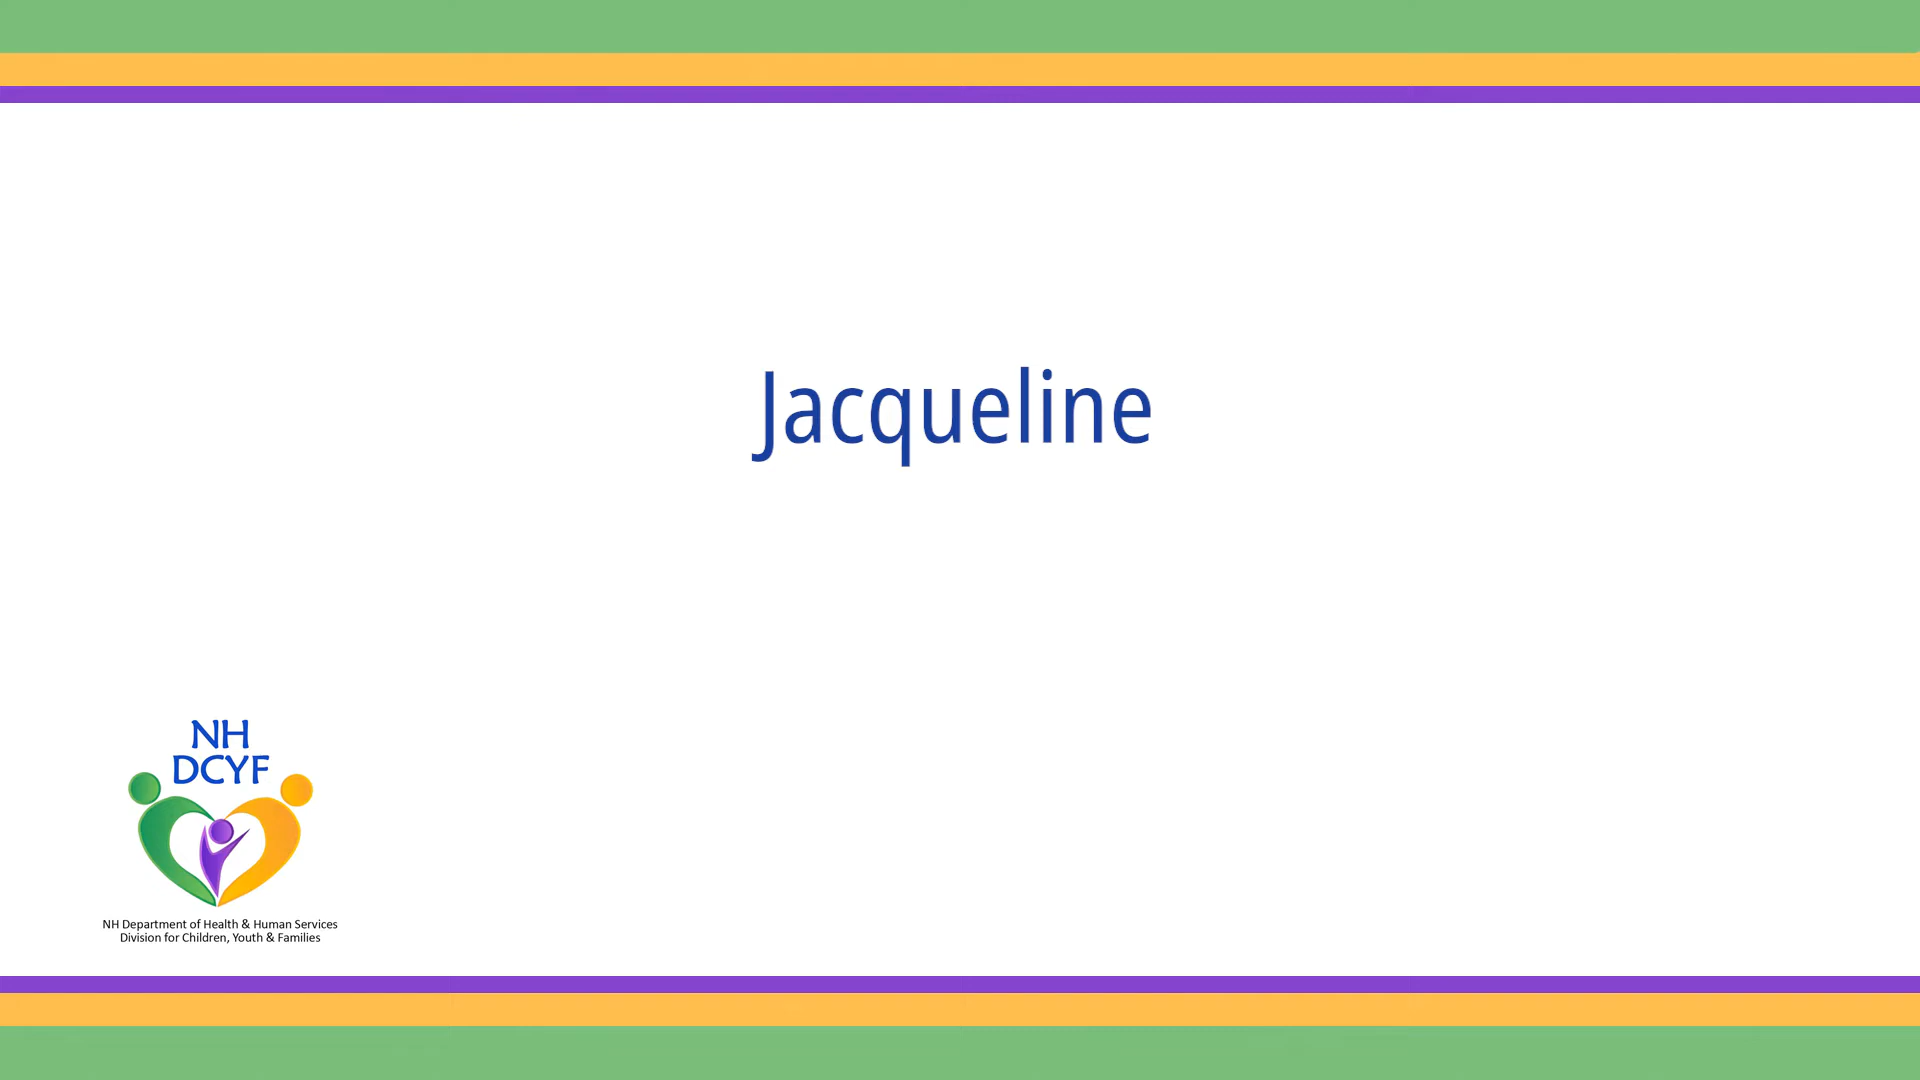 Jacqueline
NH
DCYF
NH Department of Health & Human Services
Division for Children, Youth & Families